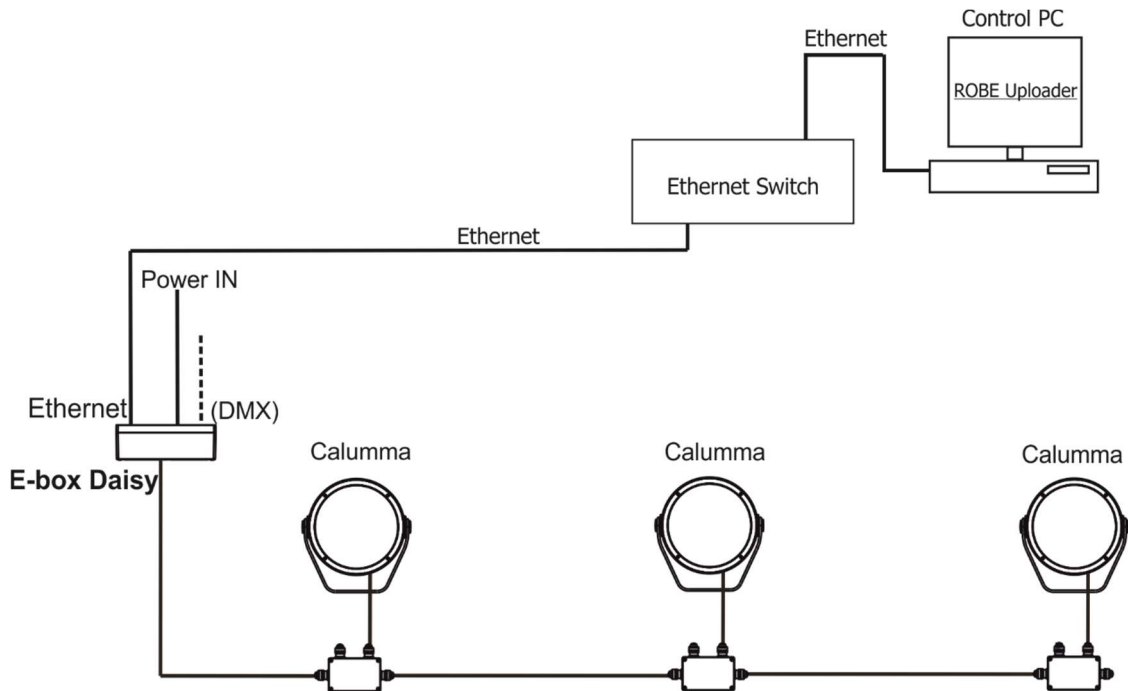 Control PC
Ethernet
ROBE Uploader
Ethernet Switch
Ethernet
Power IN
Ethernet
(DMX)
E-box Daisy
Calumma
Calumma
Calumma